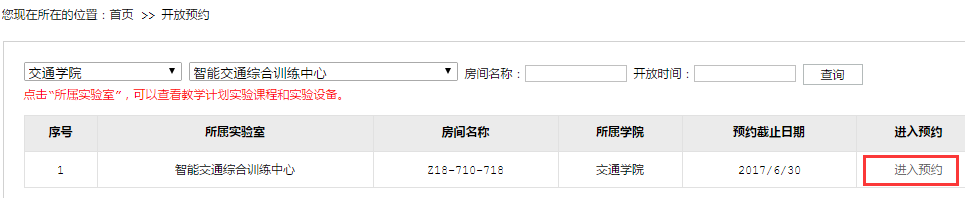 您现在所在的位置：首页 >> 开放预约
交通学院 智能交通综合训练中心 房间名称： 开放时间： 查询
点击“所属实验室”，可以查看教学计划实验课程和实验设备。
序号 所属实验室 房间名称 所属学院 预约截止日期 进入预约
1 智能交通综合训练中心 Z18-710-718 交通学院 2017/6/30 进入预约